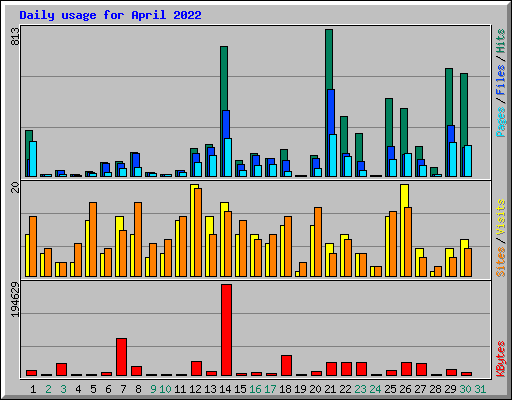 Daily usage for April 2022
813
Pages / Files / Hits
20
Sites / Visits
194629
KBytes
1 2 3 4 5 6 7 8 9 10 11 12 13 14 15 16 17 18 19 20 21 22 23 24 25 26 27 28 29 30 31